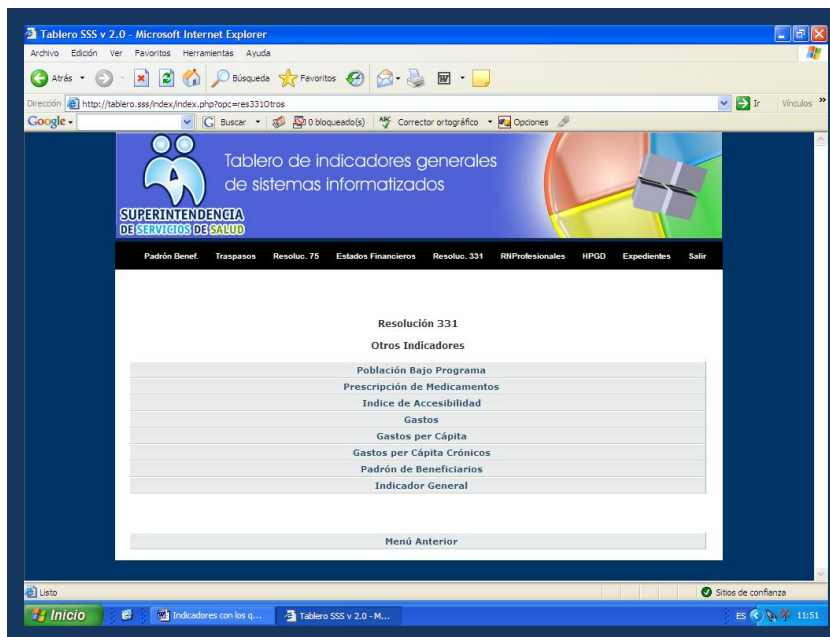 Tablero SSS v 2.0 - Microsoft Internet Explorer
Archivo Edición Ver Favoritos Herramientas Ayuda
Atrás Búsqueda Favoritos
Dirección http://tablero.sss/index/index.php?opc=res331Otros Ir Vínculos »
Google Buscar 0 bloqueado(s) ABC Corrector ortográfico Opciones
Tablero de indicadores generales
de sistemas informatizados
SUPERINTENDENCIA
DE SERVICIOS DE SALUD
Padrón Benef. Traspasos Resoluc. 75 Estados Financieros Resoluc. 331 RNProfesionales HPGD Expedientes Salir
Resolución 331
Otros Indicadores
Población Bajo Programa
Prescripción de Medicamentos
Indice de Accesibilidad
Gastos
Gastos per Cápita
Gastos per Cápita Crónicos
Padrón de Beneficiarios
Indicador General
Menú Anterior
Listo Sitios de confianza
Inicio Indicadores con los q... Tablero SSS v 2.0 - M... ES 11:51